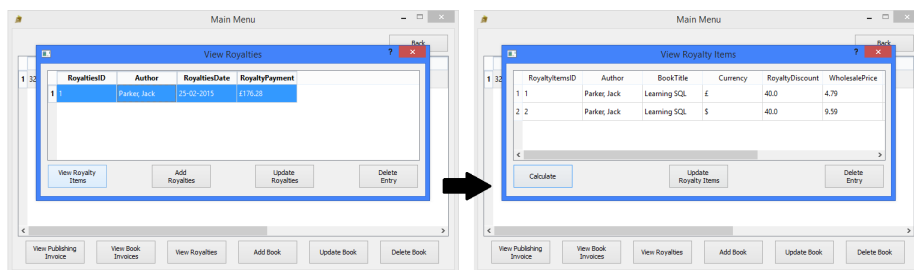 Main Menu
Back
View Royalties
?
RoyaltiesID Author RoyaltiesDate RoyaltyPayment
1 32
1 1 Parker, Jack 25-02-2015 £176.28
View Royalty Items
Add Royalties
Update Royalties
Delete Entry
View Publishing Invoice
View Book Invoices
View Royalties
Add Book
Update Book
Delete Book
Main Menu
Back
View Royalty Items
?
RoyaltyItemsID Author BookTitle Currency RoyaltyDiscount WholesalePrice
1 32
1 1 Parker, Jack Learning SQL £ 40.0 4.79
2 2 Parker, Jack Learning SQL $ 40.0 9.59
Calculate
Update Royalty Items
Delete Entry
View Publishing Invoice
View Book Invoices
View Royalties
Add Book
Update Book
Delete Book